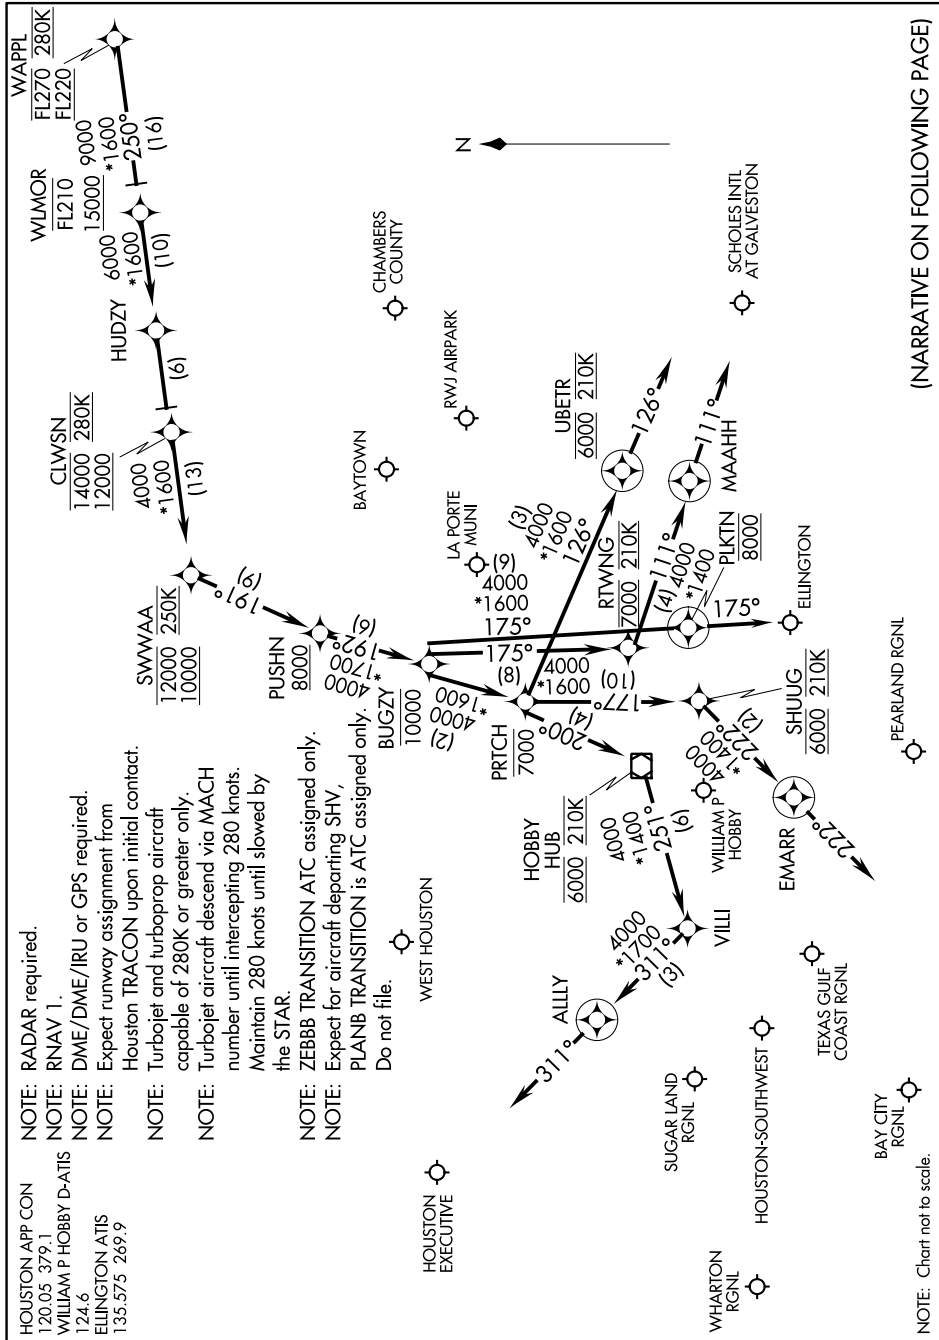 HOUSTON APP CON
120.05 379.1
WILLIAM P HOBBY D-ATIS
124.6
ELLINGTON ATIS
135.575 269.9
NOTE: RADAR required.
NOTE: RNAV 1.
NOTE: DME/DME/IRU or GPS required.
NOTE: Expect runway assignment from
Houston TRACON upon initial contact.
NOTE: Turbojet and turboprop aircraft
capable of 280K or greater only.
NOTE: Turbojet aircraft descend via MACH
number until intercepting 280 knots.
Maintain 280 knots until slowed by
the STAR.
NOTE: ZEBBB TRANSITION ATC assigned only.
NOTE: Expect for aircraft departing SHV,
PLANB TRANSITION is ATC assigned only.
Do not file.
WAPPL
FL270 280K
FL220
9000
*1600
250°
(16)
WLMOR
FL210
15000
6000
*1600
(10)
HUDZY
(6)
CLWSN
14000 280K
12000
4000
*1600
(13)
SWWAA
12000 250K
10000
191°
(9)
PUSHN
8000
192°
(6)
4000
*1700
BUGZY
10000
(2)
4000
*1600
(9)
4000
*1600
175°
175°
(8)
PRTCH
7000
4000
*1600
(10)
177°
200°
(4)
(3)
4000
*1600
126°
UBETR
6000 210K
126°
RTWNG
7000 210K
111°
(4)
4000
*1400
MAAHH
111°
PLKTN
8000
175°
SHUUG
6000 210K
222°
(2)
4000
*1400
EMARR
222°
HOBBY
HUB
6000 210K
4000
*1400
251°
(6)
VILLI
4000
*1700
311°
(3)
ALLLY
311°
N
CHAMBERS
COUNTY
RWJ AIRPARK
BAYTOWN
LA PORTE
MUNI
SCHOLES INTL
AT GALVESTON
ELLINGTON
PEARLAND RGNL
WILLIAM P
HOBBY
WEST HOUSTON
HOUSTON
EXECUTIVE
SUGAR LAND
RGNL
HOUSTON-SOUTHWEST
TEXAS GULF
COAST RGNL
BAY CITY
RGNL
WHARTON
RGNL
NOTE: Chart not to scale.
(NARRATIVE ON FOLLOWING PAGE)